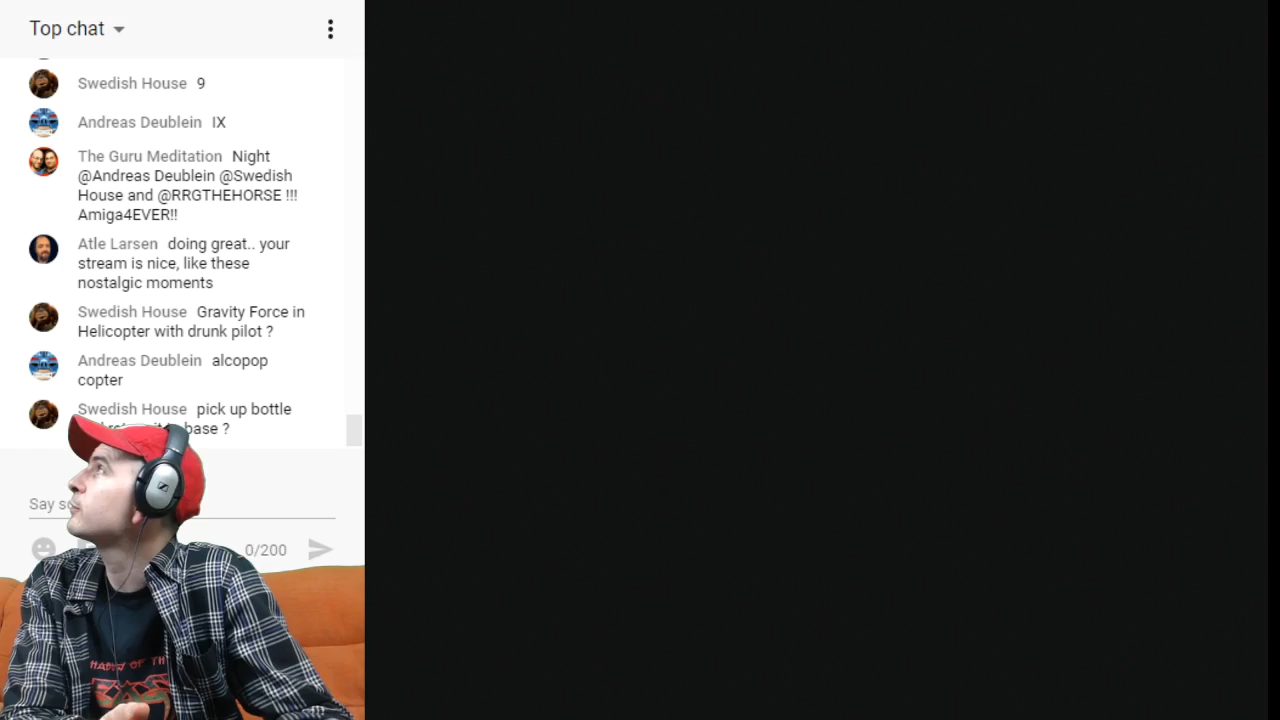 Top chat
Swedish House 9
Andreas Deublein IX
The Guru Meditation Night
@Andreas Deublein @Swedish
House and @RRGTHEHORSE !!!
Amiga4EVER!!
Atle Larsen doing great.. your
stream is nice, like these
nostalgic moments
Swedish House Gravity Force in
Helicopter with drunk pilot ?
Andreas Deublein alcopop
copter
Swedish House pick up bottle
base ?
Say
0/200
OF TH